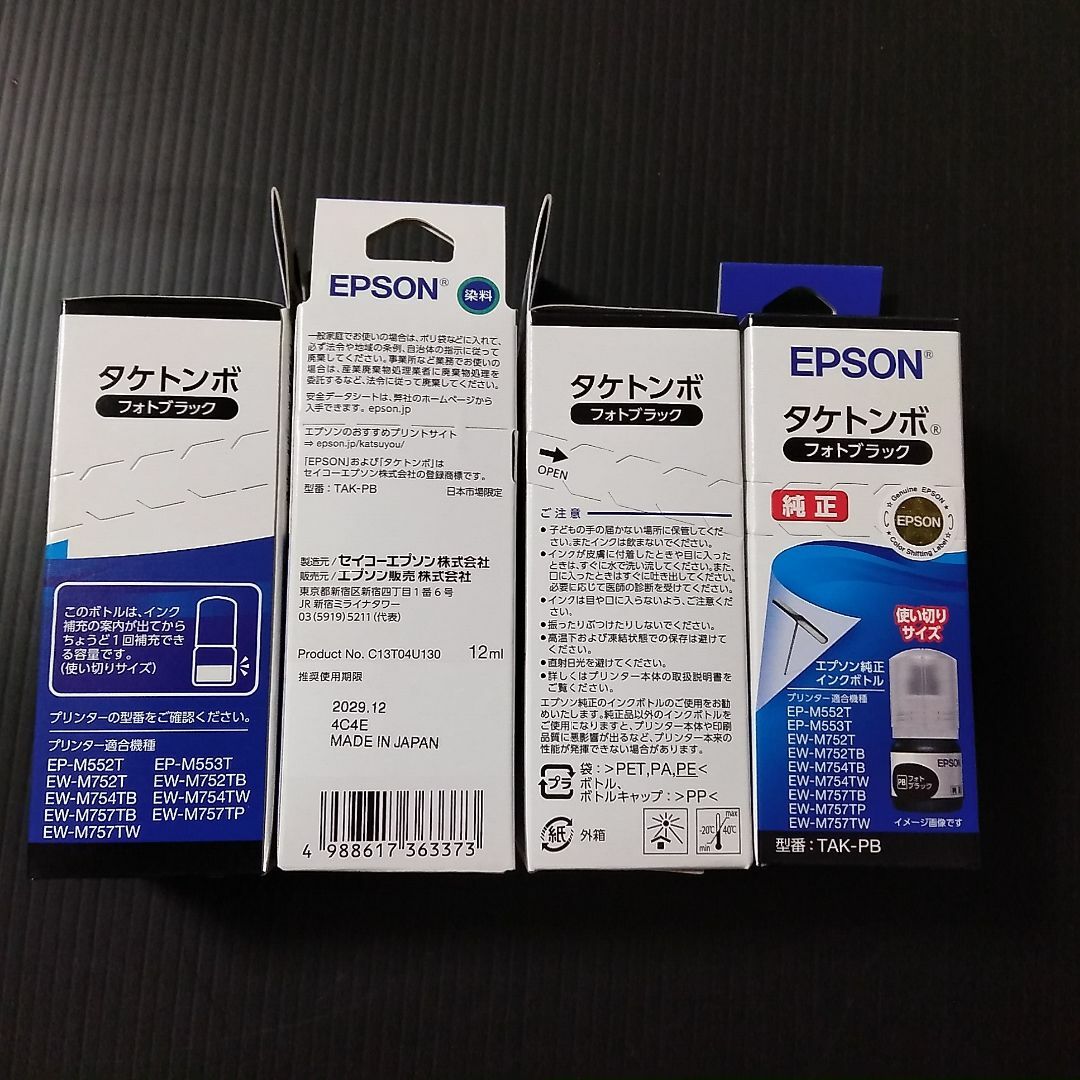 タケトンボ
フォトブラック
このボトルは、インク
補充の案内が出てから
ちょうど1回補充でき
る容量です。
(使い切りサイズ)
プリンターの型番をご確認ください。
プリンター適合機種
EP-M552T EP-M553T
EW-M752T EW-M752TB
EW-M754TB EW-M754TW
EW-M757TB EW-M757TP
EW-M757TW
EPSON®
染料
一般家庭でお使いの場合は、ポリ袋などに入れて、
必ず法令や地域の条例、自治体の指示に従って
廃棄してください。事業所など業務でお使いの
場合は、産業廃棄物処理業者に廃棄物処理を
委託するなど、法令に従って廃棄してください。
安全データシートは、弊社のホームページから
入手できます。epson.jp
エプソンのおすすめプリントサイト
⇒ epson.jp/katsuyou/
「EPSON」および「タケトンボ」は
セイコーエプソン株式会社の登録商標です。
型番:TAK-PB 日本市場限定
製造元/セイコーエプソン株式会社
販売元/エプソン販売 株式会社
東京都新宿区新宿四丁目1番6号
JR 新宿ミライナタワー
03(5919)5211(代表)
Product No. C13T04U130 12ml
推奨使用期限
2029.12
4C4E
MADE IN JAPAN
4 988617 363373
タケトンボ
フォトブラック
OPEN
ご注意
●子どもの手の届かない場所に保管してくだ
さい。またインクは飲まないでください。
●インクが皮膚に付着したときや目に入った
ときは、すぐに水で洗い流してください。また、
口に入ったときはすぐに吐き出してください。
必要に応じて医師の診断を受けてください。
●インクは目や口に入らないよう、ご注意くだ
さい。
●振ったりぶつけたりしないでください。
●高温下および凍結状態での保存は避けて
ください。
●直射日光を避けてください。
●詳しくはプリンター本体の取扱説明書を
ご覧ください。
エプソン純正のインクボトルのご使用をお勧
めいたします。純正品以外のインクボトルを
ご使用になりますと、プリンター本体や印刷
品質に悪影響が出るなど、プリンター本来の
性能が発揮できない場合があります。
プラ
袋:>PET,PA,PE<
ボトル、
ボトルキャップ:>PP<
紙 外箱
max
-20℃ 40℃
min
EPSON®
タケトンボ®
フォトブラック
純正
Genuine EPSON
EPSON
Color Shifting Label
使い切り
サイズ
エプソン純正
インクボトル
プリンター適合機種
EP-M552T
EP-M553T
EW-M752T
EW-M752TB
EW-M754TB
EW-M754TW
EW-M757TB
EW-M757TP
EW-M757TW
EPSON
PB フォト
ブラック
イメージ画像です
型番:TAK-PB